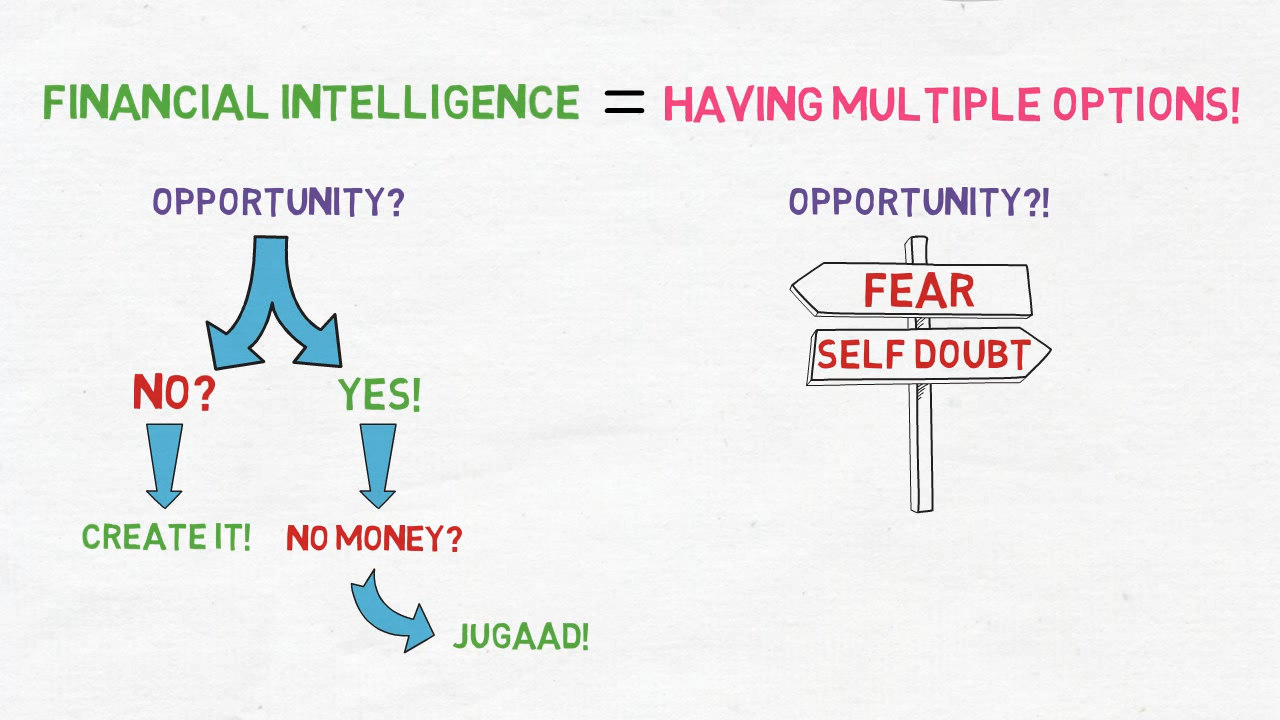 FINANCIAL INTELLIGENCE = HAVING MULTIPLE OPTIONS!
OPPORTUNITY?
NO?
YES!
CREATE IT!
NO MONEY?
JUGAAD!
OPPORTUNITY?!
FEAR
SELF DOUBT